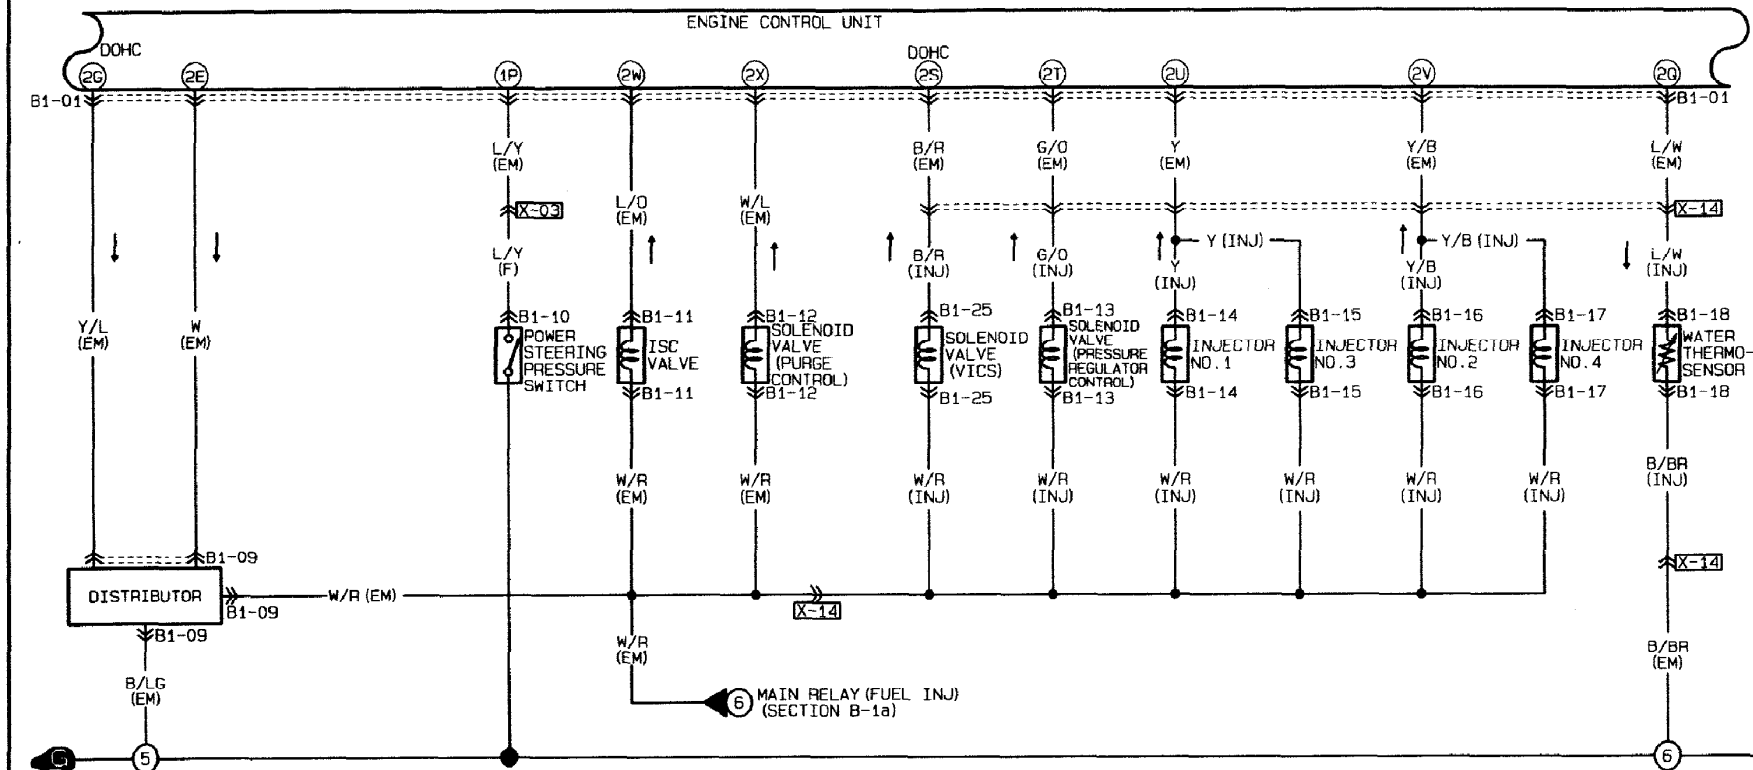 ENGINE CONTROL UNIT
DOHC
DOHC
2G 2E 1P 2W 2X 2S 2T 2U 2V 2Q
B1-01
B1-01
L/Y
(EM)
B/R
(EM)
G/O
(EM)
Y
(EM)
Y/B
(EM)
L/W
(EM)
X-03
L/O
(EM)
W/L
(EM)
X-14
L/Y
(F)
B/R
(INJ)
G/O
(INJ)
Y
(INJ)
Y (INJ)
Y/B
(INJ)
Y/B (INJ)
L/W
(INJ)
Y/L
(EM)
W
(EM)
B1-10
POWER
STEERING
PRESSURE
SWITCH
B1-11
ISC
VALVE
B1-11
B1-12
SOLENOID
VALVE
(PURGE
CONTROL)
B1-12
B1-25
SOLENOID
VALVE
(VICS)
B1-25
B1-13
SOLENOID
VALVE
(PRESSURE
REGULATOR
CONTROL)
B1-13
B1-14
INJECTOR
NO.1
B1-14
B1-15
INJECTOR
NO.3
B1-15
B1-16
INJECTOR
NO.2
B1-16
B1-17
INJECTOR
NO.4
B1-17
B1-18
WATER
THERMO-
SENSOR
B1-18
W/R
(EM)
W/R
(EM)
W/R
(INJ)
W/R
(INJ)
W/R
(INJ)
W/R
(INJ)
W/R
(INJ)
W/R
(INJ)
B/BR
(INJ)
B1-09
DISTRIBUTOR
B1-09
W/R (EM)
X-14
X-14
B1-09
W/R
(EM)
B/BR
(EM)
B/LG
(EM)
6 MAIN RELAY (FUEL INJ)
(SECTION B-1a)
G 5 6